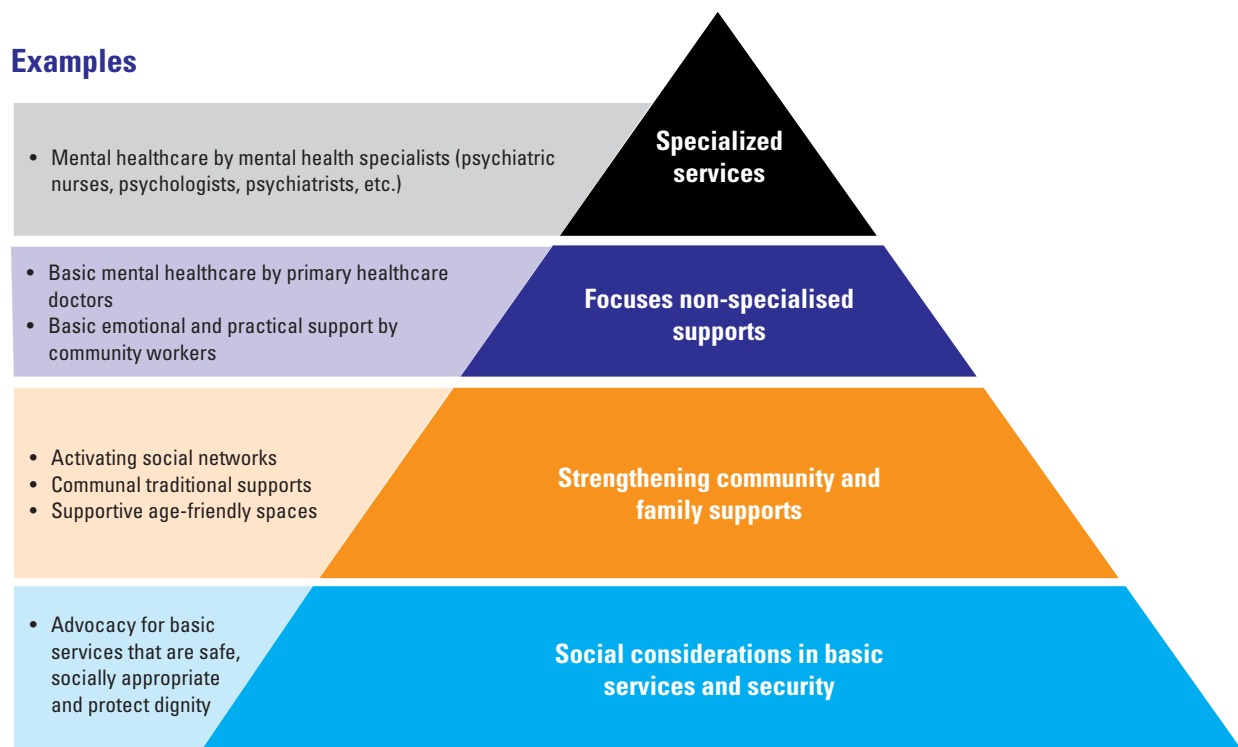 Examples
• Mental healthcare by mental health specialists (psychiatric
nurses, psychologists, psychiatrists, etc.)
Specialized
services
• Basic mental healthcare by primary healthcare
doctors
• Basic emotional and practical support by
community workers
Focuses non-specialised
supports
• Activating social networks
• Communal traditional supports
• Supportive age-friendly spaces
Strengthening community and
family supports
• Advocacy for basic
services that are safe,
socially appropriate
and protect dignity
Social considerations in basic
services and security